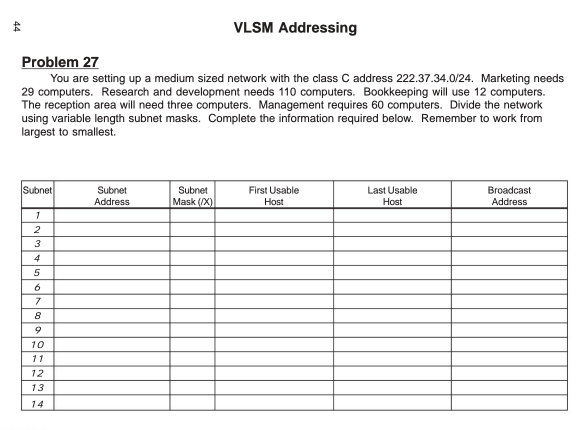 44
VLSM Addressing
Problem 27
You are setting up a medium sized network with the class C address 222.37.34.0/24. Marketing needs
29 computers. Research and development needs 110 computers. Bookkeeping will use 12 computers.
The reception area will need three computers. Management requires 60 computers. Divide the network
using variable length subnet masks. Complete the information required below. Remember to work from
largest to smallest.
Subnet Subnet Subnet First Usable Last Usable Broadcast
Address Mask (/X) Host Host Address
1
2
3
4
5
6
7
8
9
10
11
12
13
14